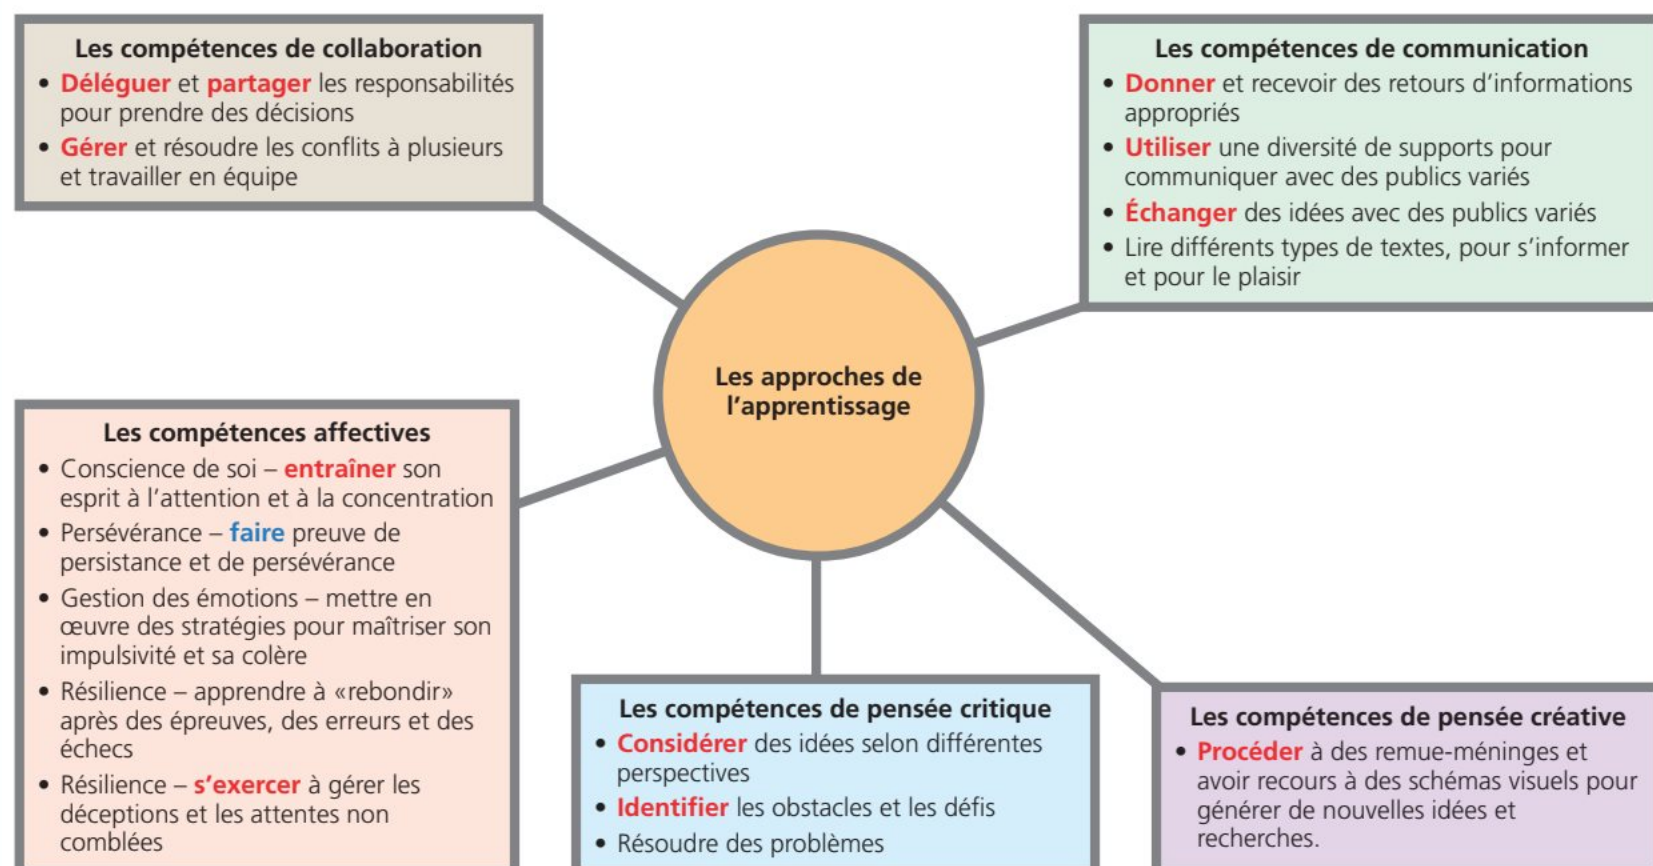 Les compétences de collaboration
• Déléguer et partager les responsabilités
pour prendre des décisions
• Gérer et résoudre les conflits à plusieurs
et travailler en équipe
Les compétences de communication
• Donner et recevoir des retours d’informations
appropriés
• Utiliser une diversité de supports pour
communiquer avec des publics variés
• Échanger des idées avec des publics variés
• Lire différents types de textes, pour s’informer
et pour le plaisir
Les approches de
l’apprentissage
Les compétences affectives
• Conscience de soi – entraîner son
esprit à l’attention et à la concentration
• Persévérance – faire preuve de
persistance et de persévérance
• Gestion des émotions – mettre en
œuvre des stratégies pour maîtriser son
impulsivité et sa colère
• Résilience – apprendre à «rebondir»
après des épreuves, des erreurs et des
échecs
• Résilience – s’exercer à gérer les
déceptions et les attentes non
comblées
Les compétences de pensée critique
• Considérer des idées selon différentes
perspectives
• Identifier les obstacles et les défis
• Résoudre des problèmes
Les compétences de pensée créative
• Procéder à des remue-méninges et
avoir recours à des schémas visuels pour
générer de nouvelles idées et
recherches.